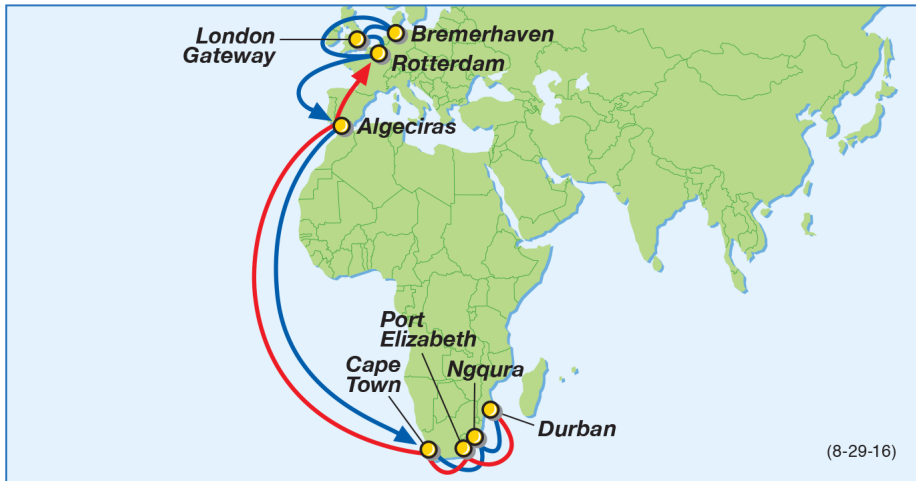 London
Gateway
Bremerhaven
Rotterdam
Algeciras
Port
Elizabeth
Cape
Town
Ngqura
Durban
(8-29-16)